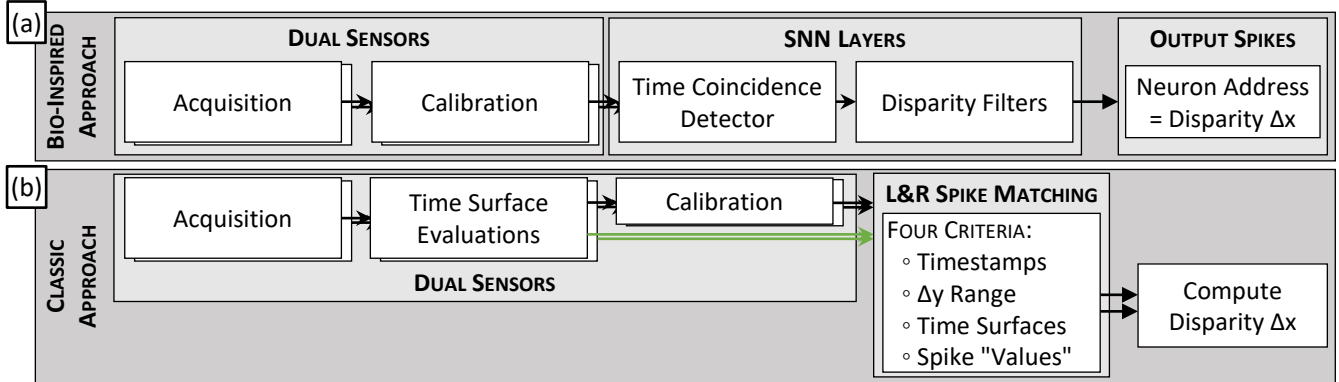 (a)
BIO-INSPIRED
APPROACH
DUAL SENSORS
Acquisition
Calibration
SNN LAYERS
Time Coincidence
Detector
Disparity Filters
OUTPUT SPIKES
Neuron Address
= Disparity Δx
(b)
CLASSIC
APPROACH
Acquisition
Time Surface
Evaluations
Calibration
DUAL SENSORS
L&R SPIKE MATCHING
FOUR CRITERIA:
◦ Timestamps
◦ Δy Range
◦ Time Surfaces
◦ Spike "Values"
Compute
Disparity Δx